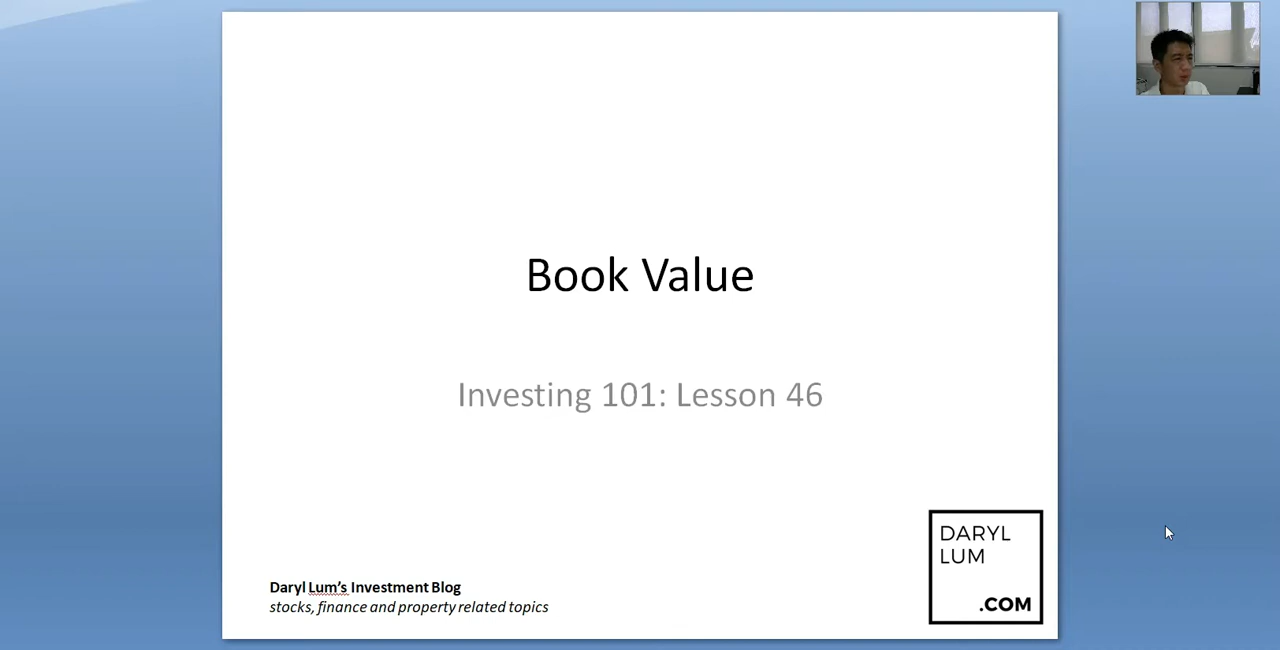 Book Value
Investing 101: Lesson 46
Daryl Lum's Investment Blog
stocks, finance and property related topics
DARYL
LUM
.COM